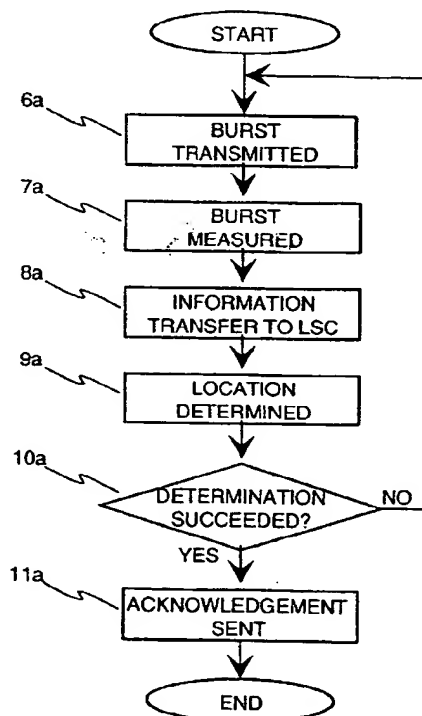 START
6a
BURST
TRANSMITTED
7a
BURST
MEASURED
8a
INFORMATION
TRANSFER TO LSC
9a
LOCATION
DETERMINED
10a
DETERMINATION
SUCCEEDED?
NO
YES
11a
ACKNOWLEDGEMENT
SENT
END